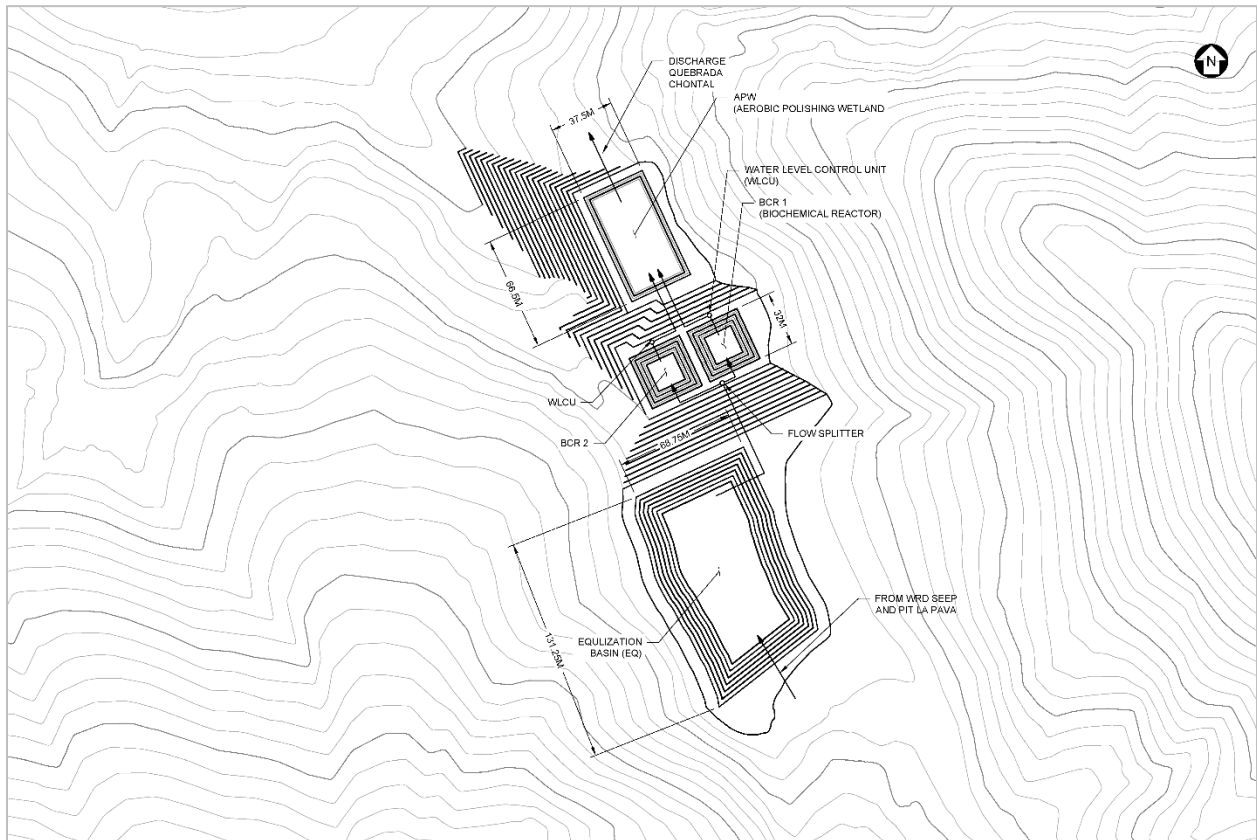 N
DISCHARGE
QUEBRADA
CHONTAL
APW
(AEROBIC POLISHING WETLAND
37.5M
WATER LEVEL CONTROL UNIT
(WLCU)
BCR 1
(BIOCHEMICAL REACTOR)
66.5M
32M
WLCU
BCR 2
FLOW SPLITTER
68.75M
FROM WRD SEEP
AND PIT LA PAVA
EQULIZATION
BASIN (EQ)
131.25M